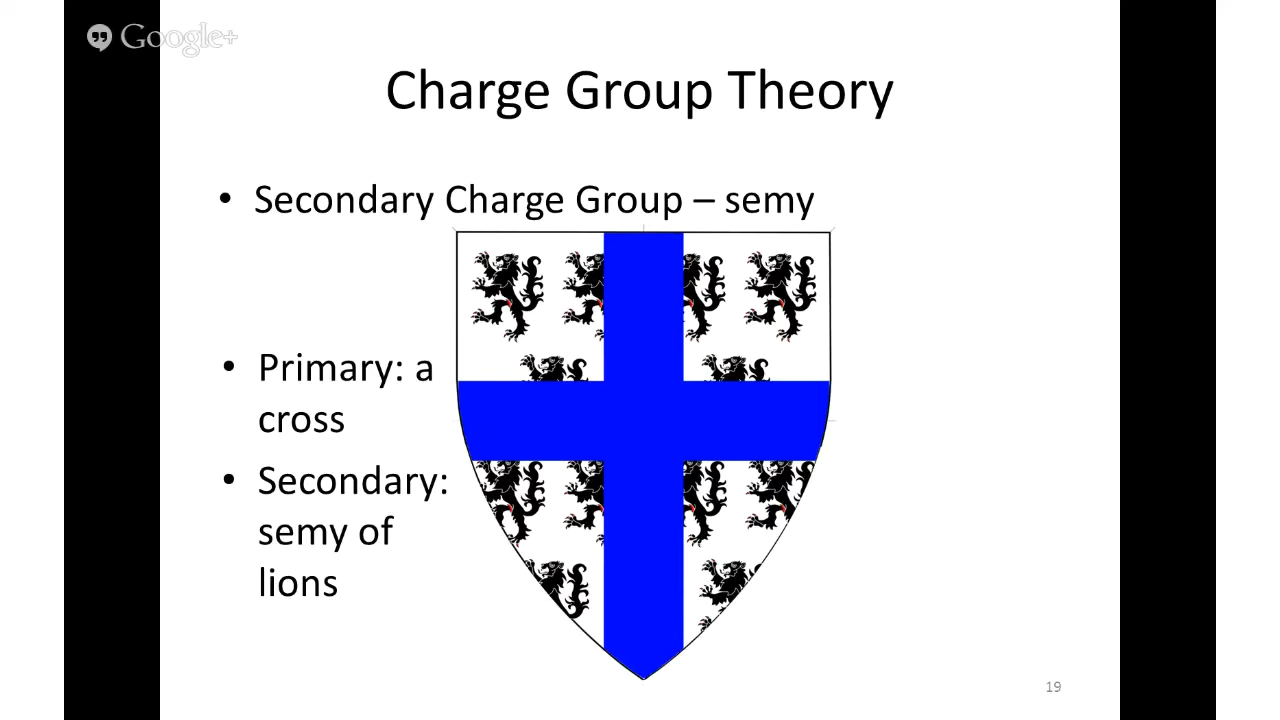 Google+
Charge Group Theory
• Secondary Charge Group – semy
• Primary: a
cross
• Secondary:
semy of
lions
19